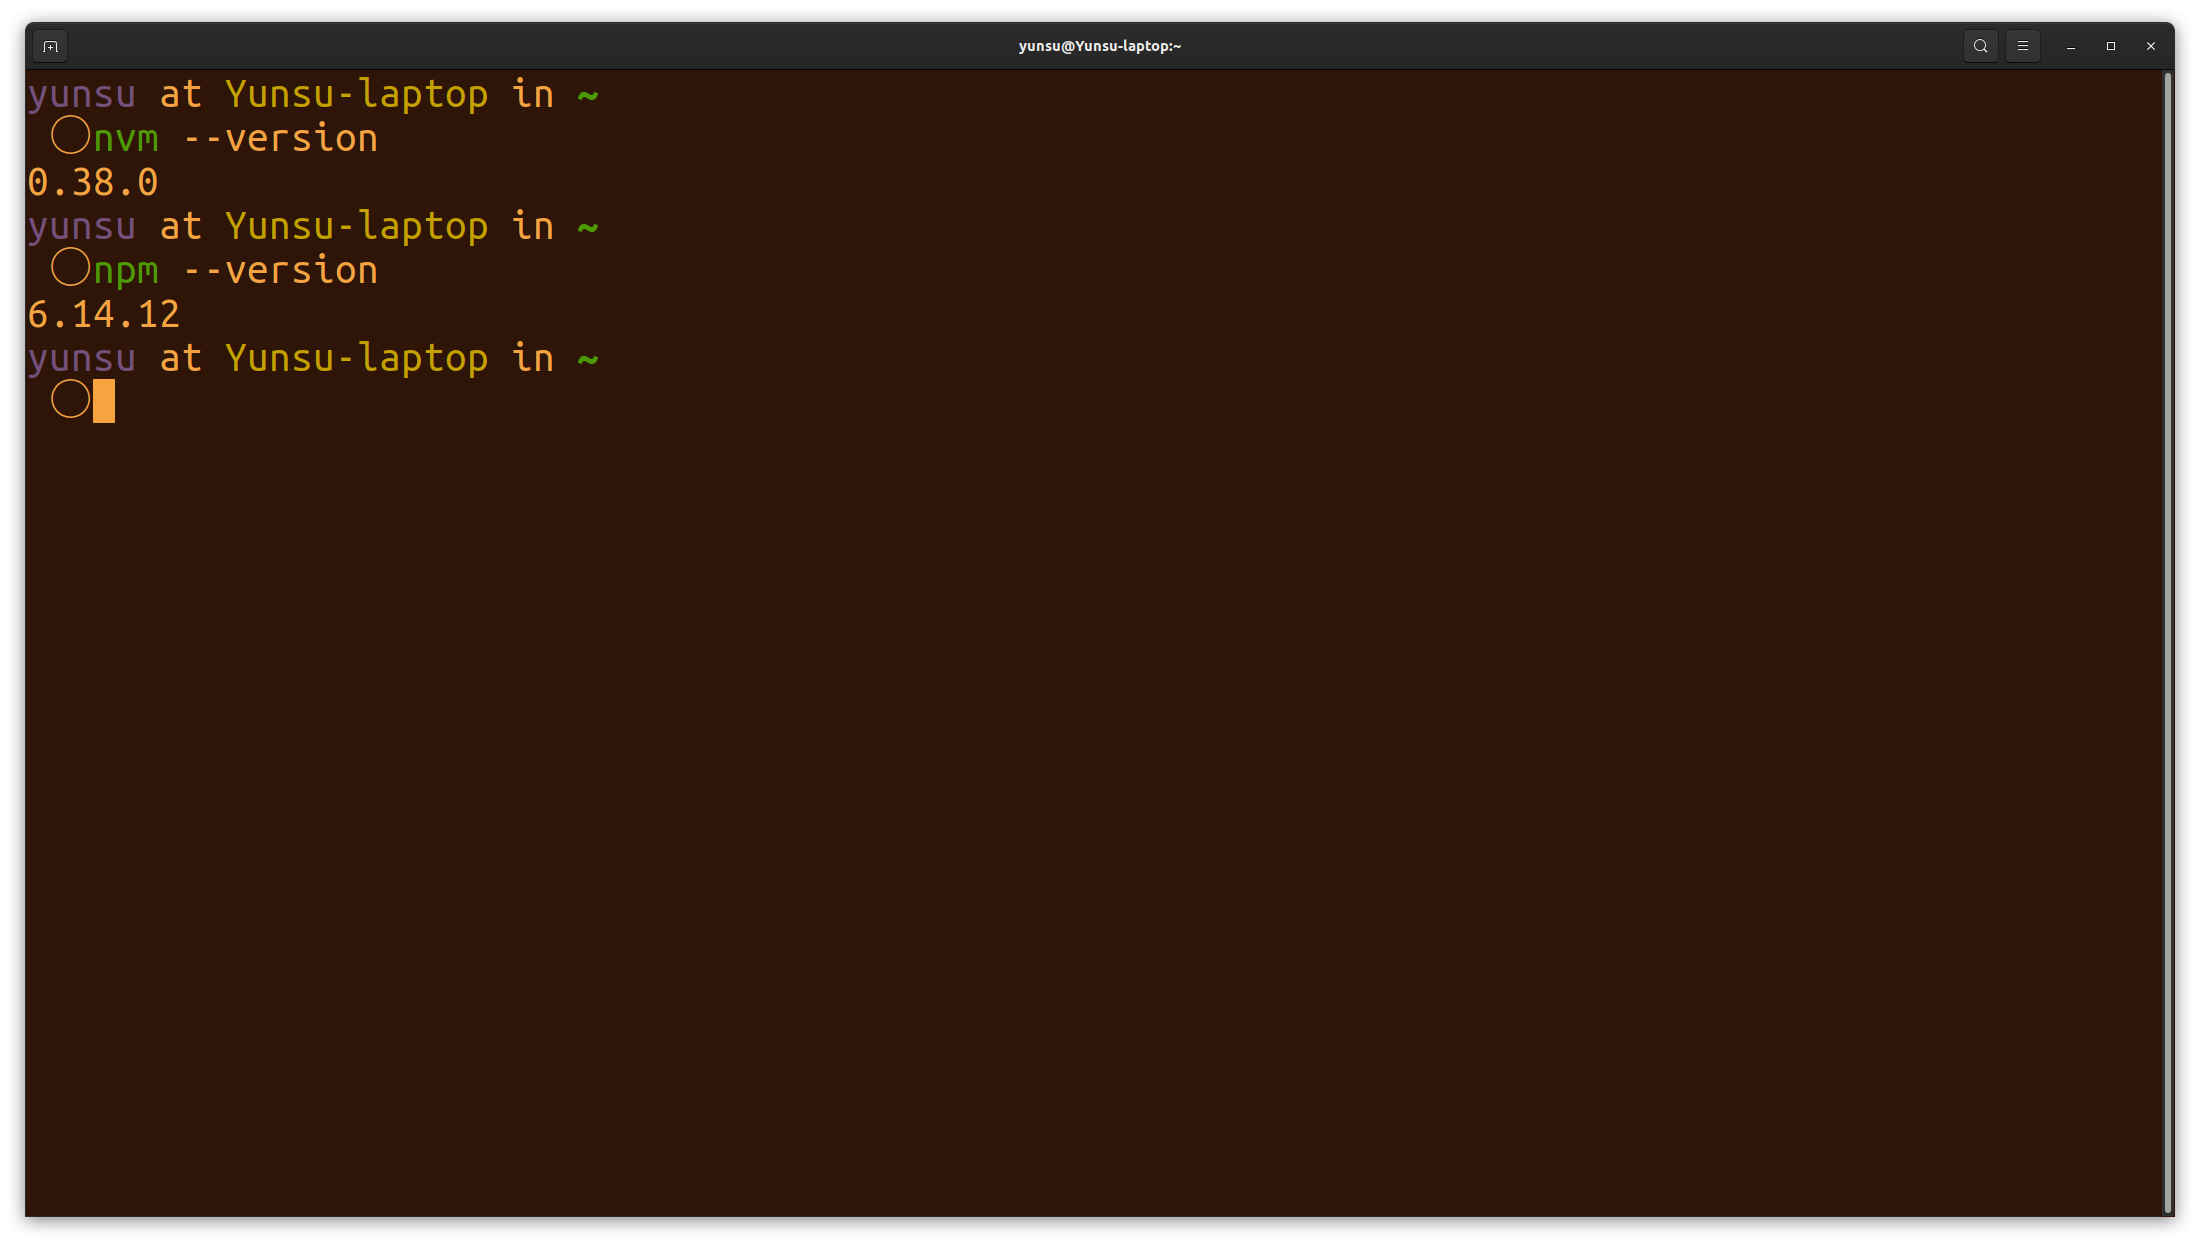 yunsu@Yunsu-laptop:~
yunsu at Yunsu-laptop in ~
○nvm --version
0.38.0
yunsu at Yunsu-laptop in ~
○npm --version
6.14.12
yunsu at Yunsu-laptop in ~
○